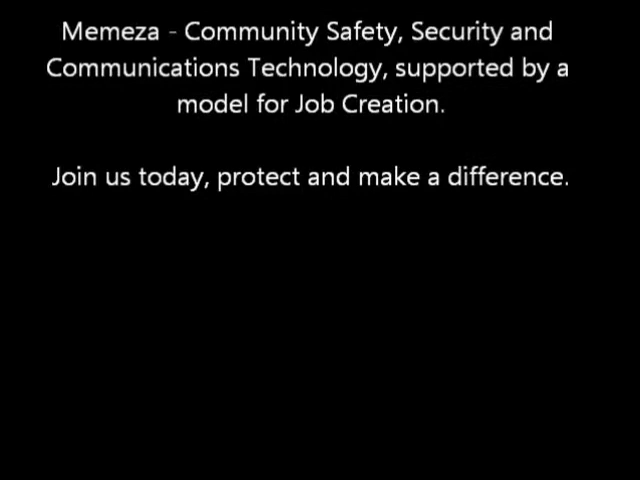 Memeza - Community Safety, Security and
Communications Technology, supported by a
model for Job Creation.
Join us today, protect and make a difference.